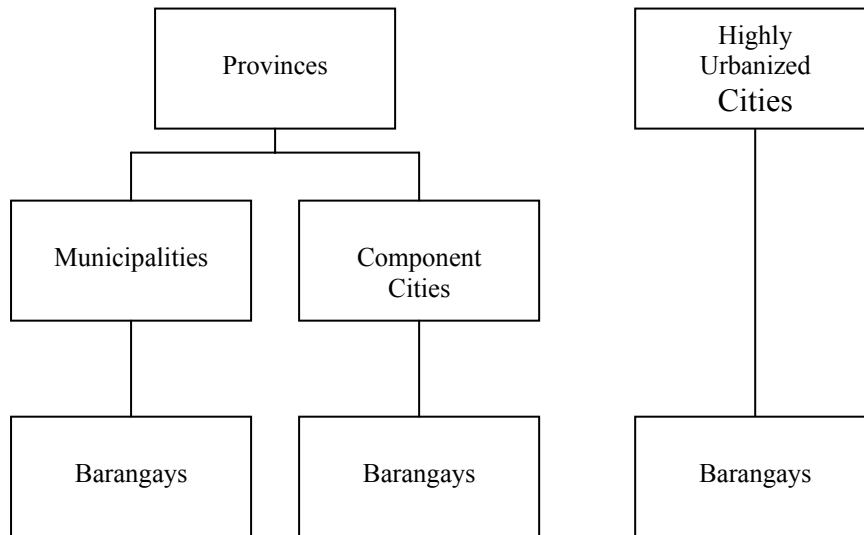 Provinces
Highly
Urbanized
Cities
Municipalities
Component
Cities
Barangays
Barangays
Barangays